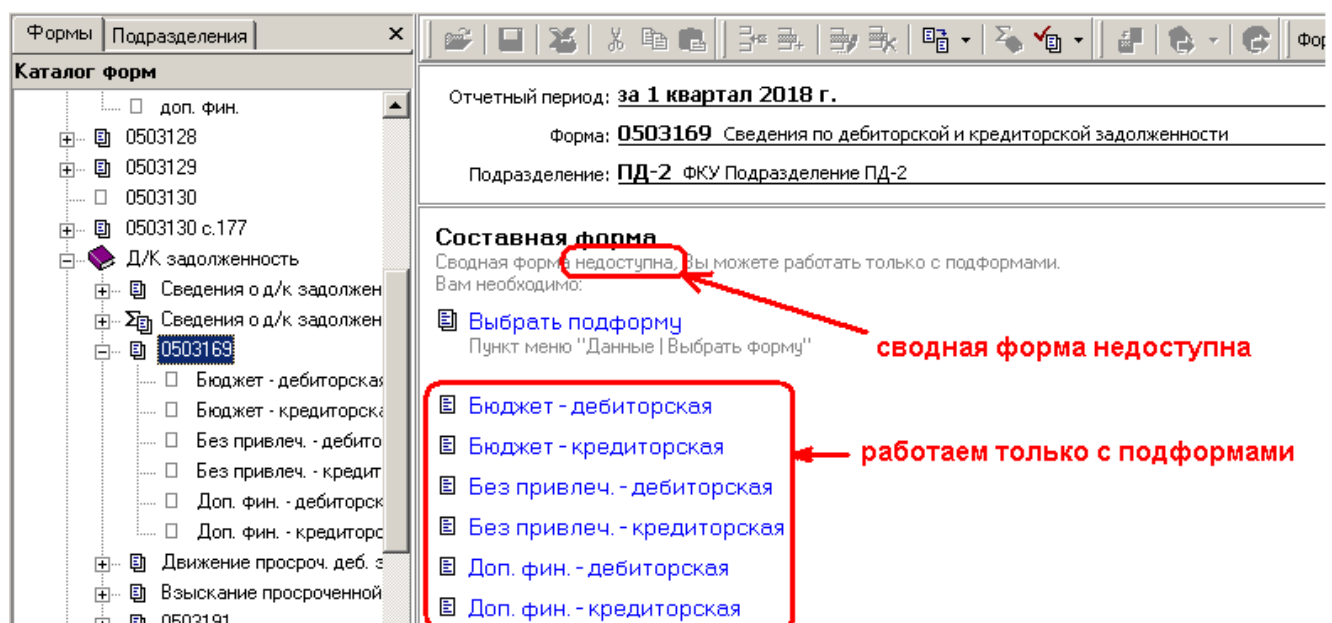 Формы Подразделения
Каталог форм
доп. фин.
0503128
0503129
0503130
0503130 с.177
Д/К задолженность
Сведения о д/к задолжен
Сведения о д/к задолжен
0503169
Бюджет - дебиторская
Бюджет - кредиторска
Без привлеч. - дебито
Без привлеч. - кредит
Доп. фин. - дебиторск
Доп. фин. - кредиторс
Движение просроч. деб. з
Взыскание просроченной
0503191
Фор
Отчетный период: за 1 квартал 2018 г.
Форма: 0503169 Сведения по дебиторской и кредиторской задолженности
Подразделение: ПД-2 ФКУ Подразделение ПД-2
Составная форма
Сводная форма недоступна, Вы можете работать только с подформами.
Вам необходимо:
Выбрать подформу
Пункт меню "Данные | Выбрать форму"
сводная форма недоступна
Бюджет - дебиторская
Бюджет - кредиторская
Без привлеч. - дебиторская
Без привлеч. - кредиторская
Доп. фин. - дебиторская
Доп. фин. - кредиторская
работаем только с подформами